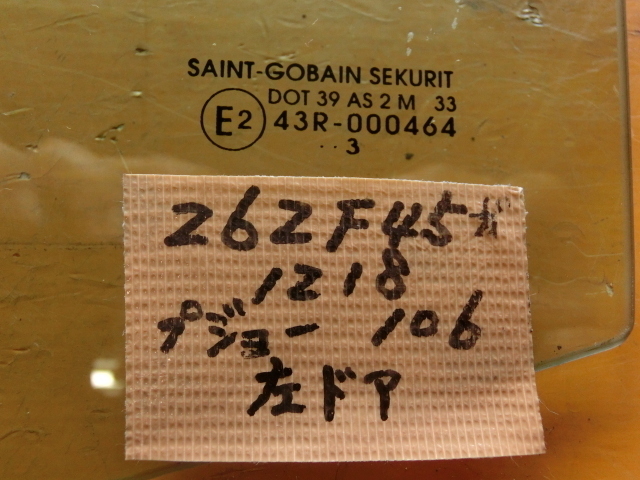 SAINT-GOBAIN SEKURIT
DOT 39 AS 2 M 33
E2 43R-000464
..3
262F45ガ
1218
プジョー 106
左ドア